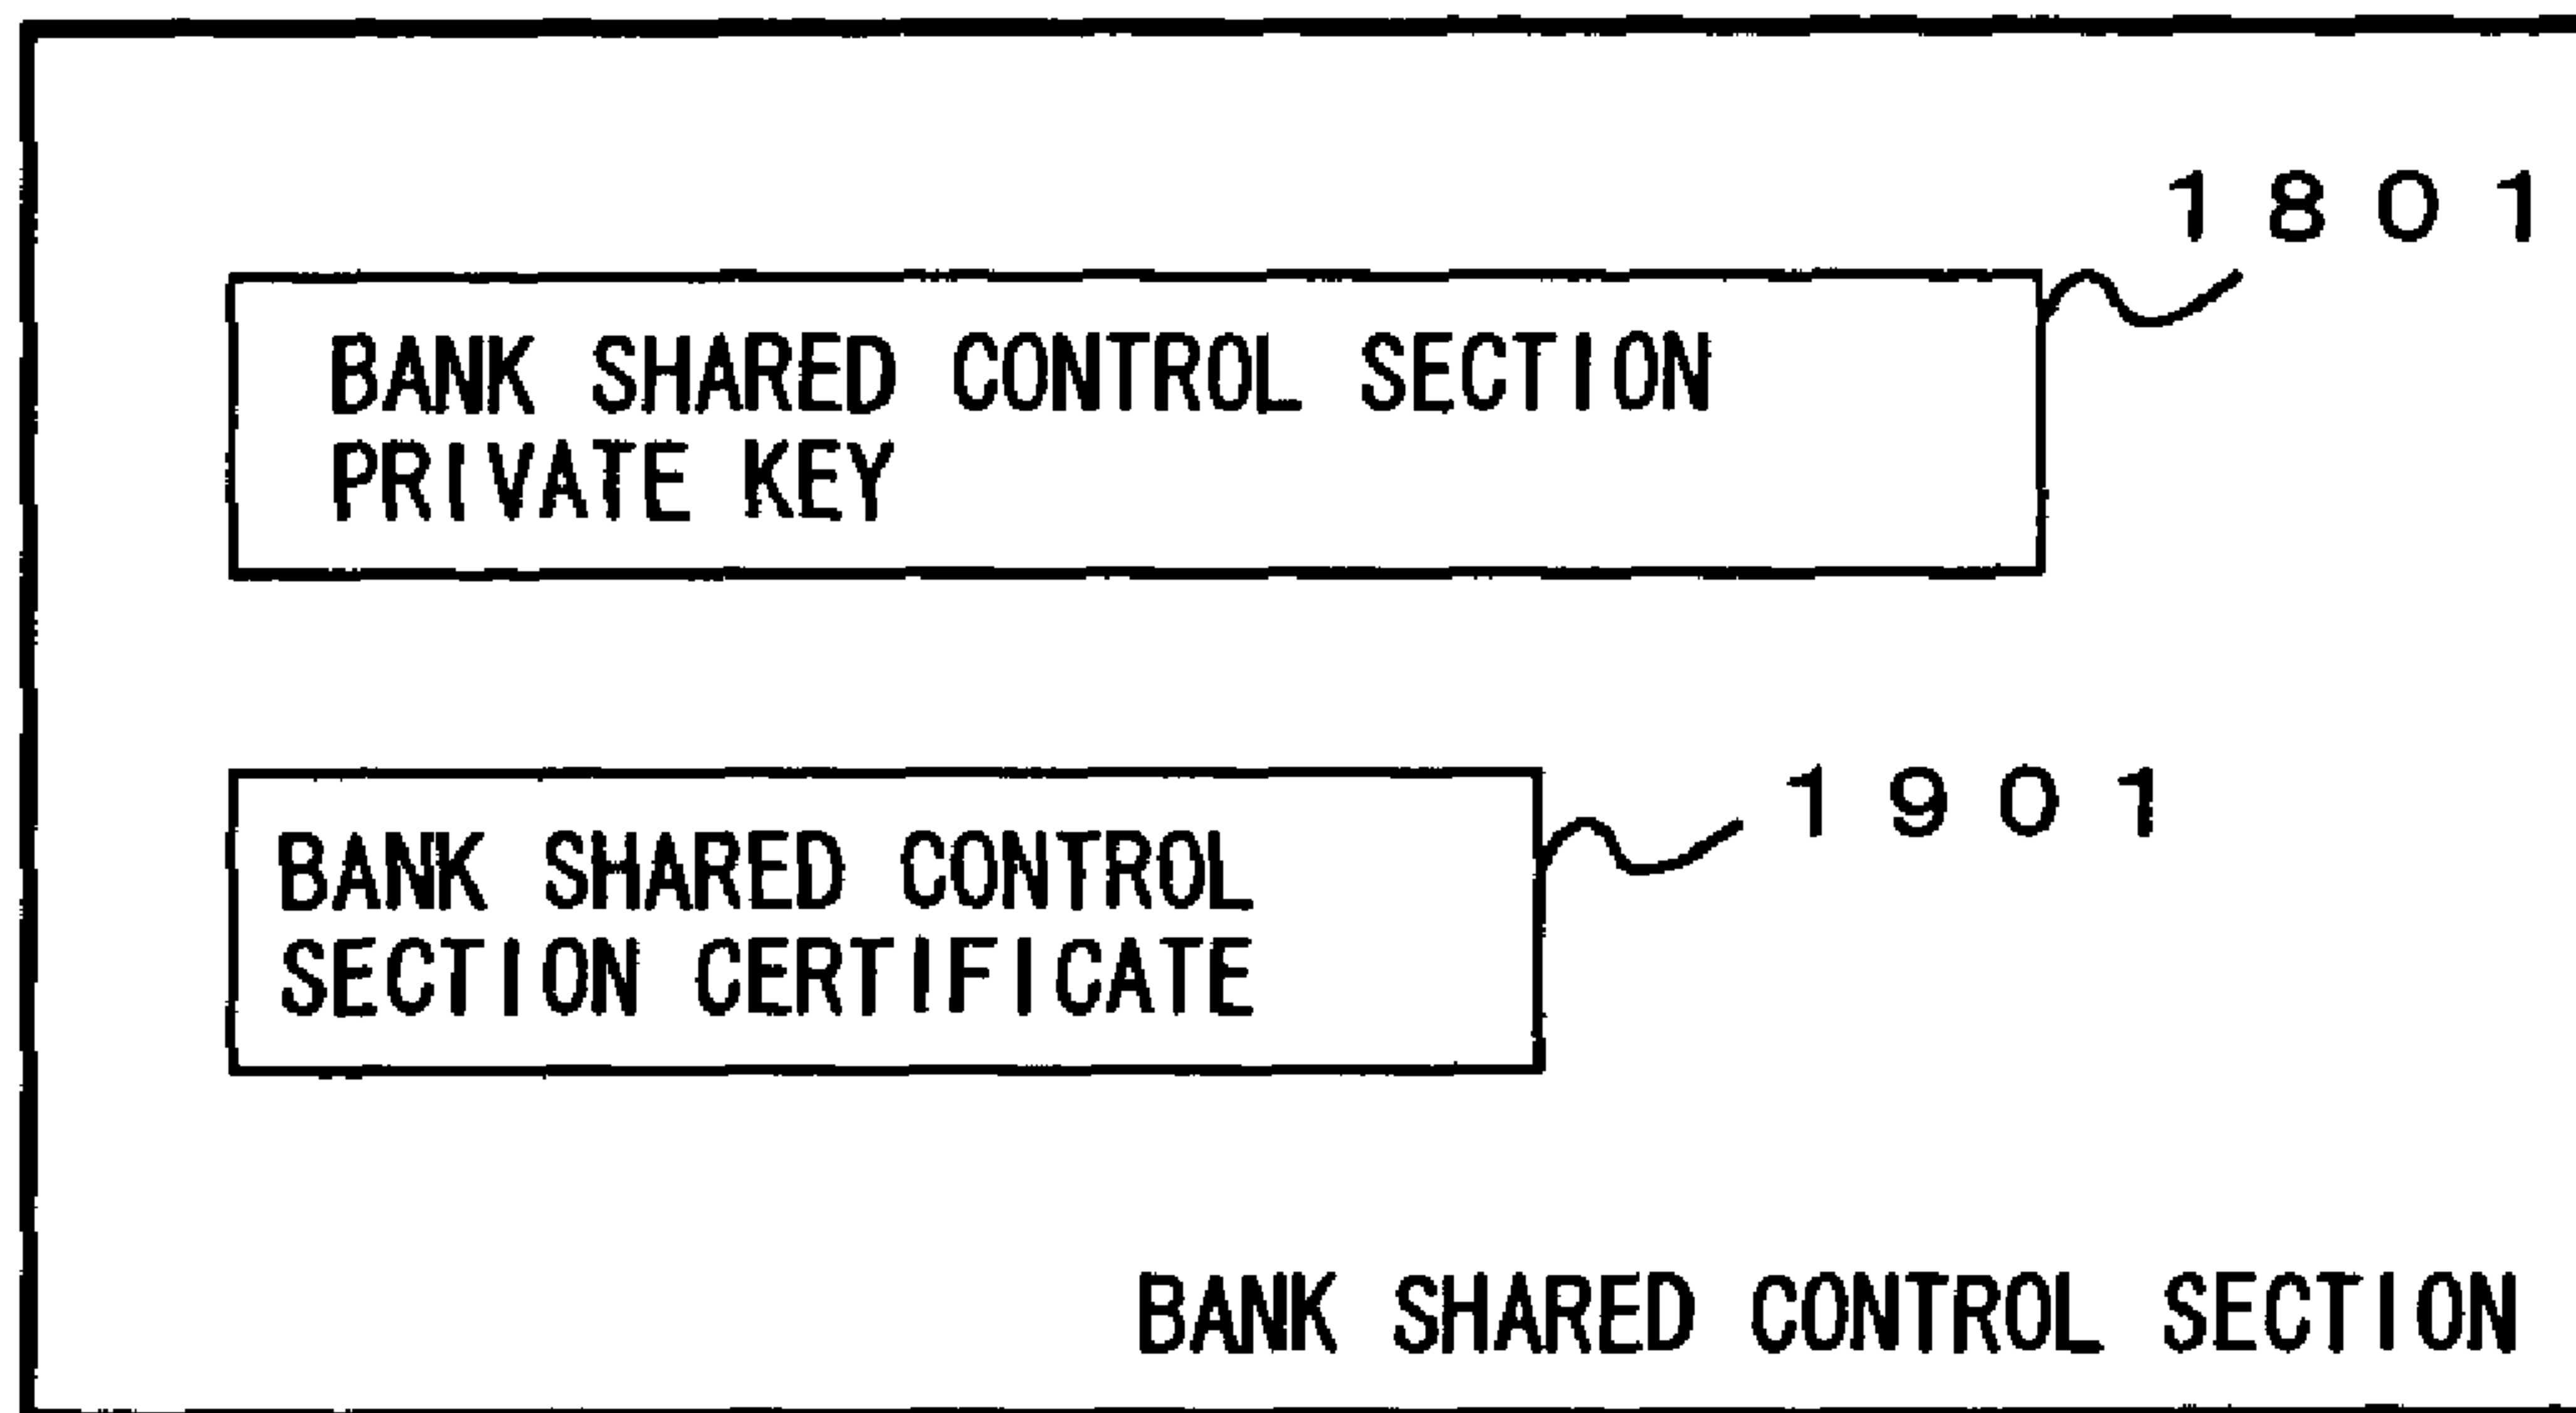 1801
BANK SHARED CONTROL SECTION
PRIVATE KEY
1901
BANK SHARED CONTROL
SECTION CERTIFICATE
BANK SHARED CONTROL SECTION